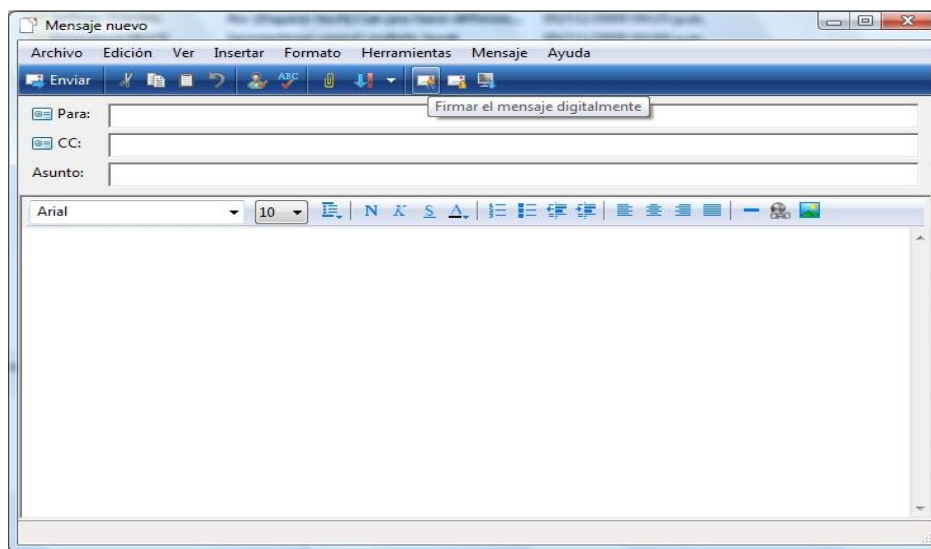 Mensaje nuevo
Archivo Edición Ver Insertar Formato Herramientas Mensaje Ayuda
Enviar ABC
Firmar el mensaje digitalmente
Para:
CC:
Asunto:
Arial 10 N K S A